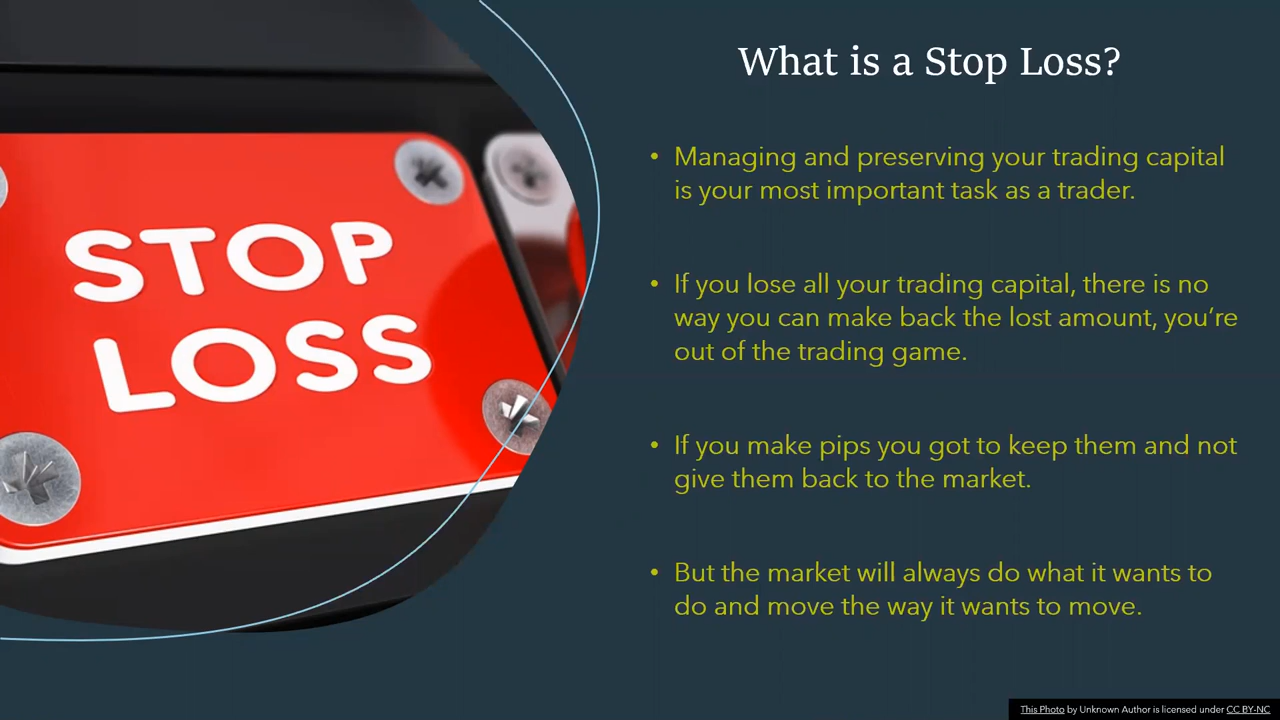 What is a Stop Loss?
STOP
LOSS
• Managing and preserving your trading capital
is your most important task as a trader.
• If you lose all your trading capital, there is no
way you can make back the lost amount, you’re
out of the trading game.
• If you make pips you got to keep them and not
give them back to the market.
• But the market will always do what it wants to
do and move the way it wants to move.
This Photo by Unknown Author is licensed under CC BY-NC